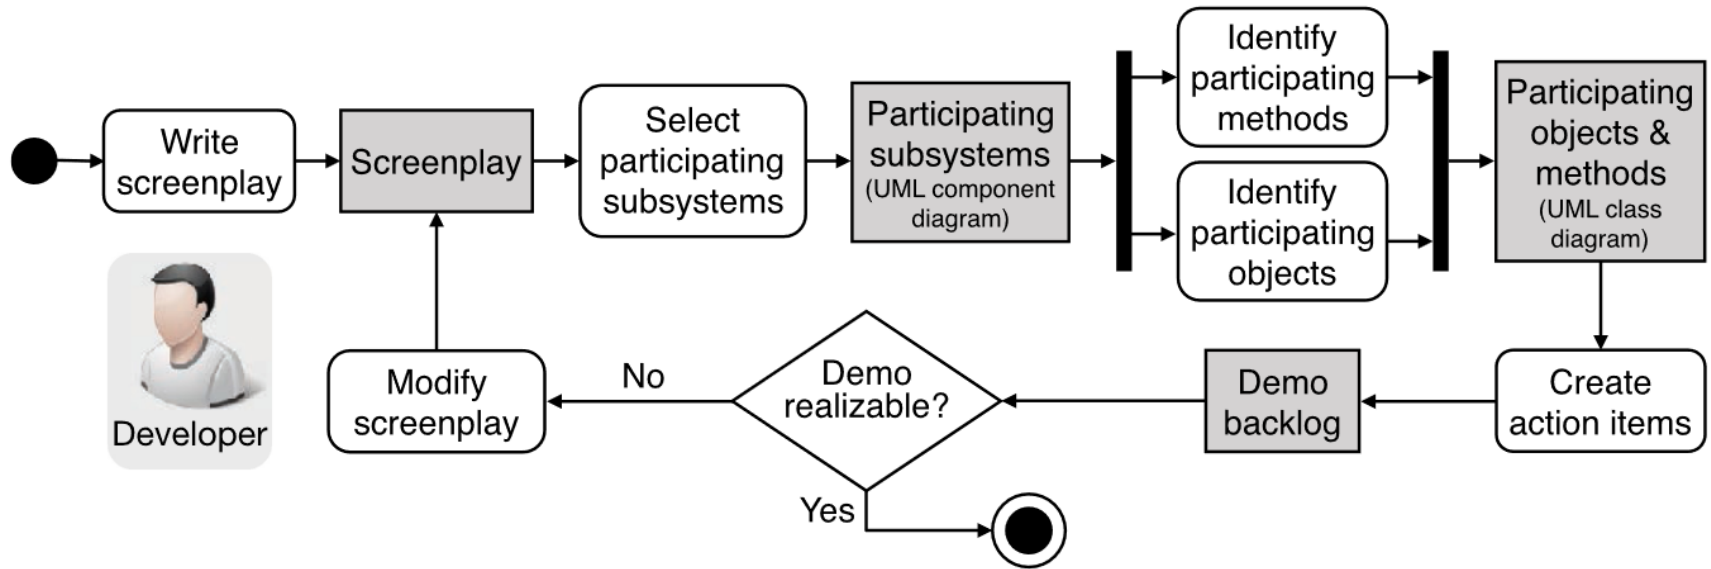 Write
screenplay
Screenplay
Select
participating
subsystems
Participating
subsystems
(UML component
diagram)
Identify
participating
methods
Identify
participating
objects
Participating
objects &
methods
(UML class
diagram)
Create
action items
Demo
backlog
Demo
realizable?
No
Modify
screenplay
Yes
Developer